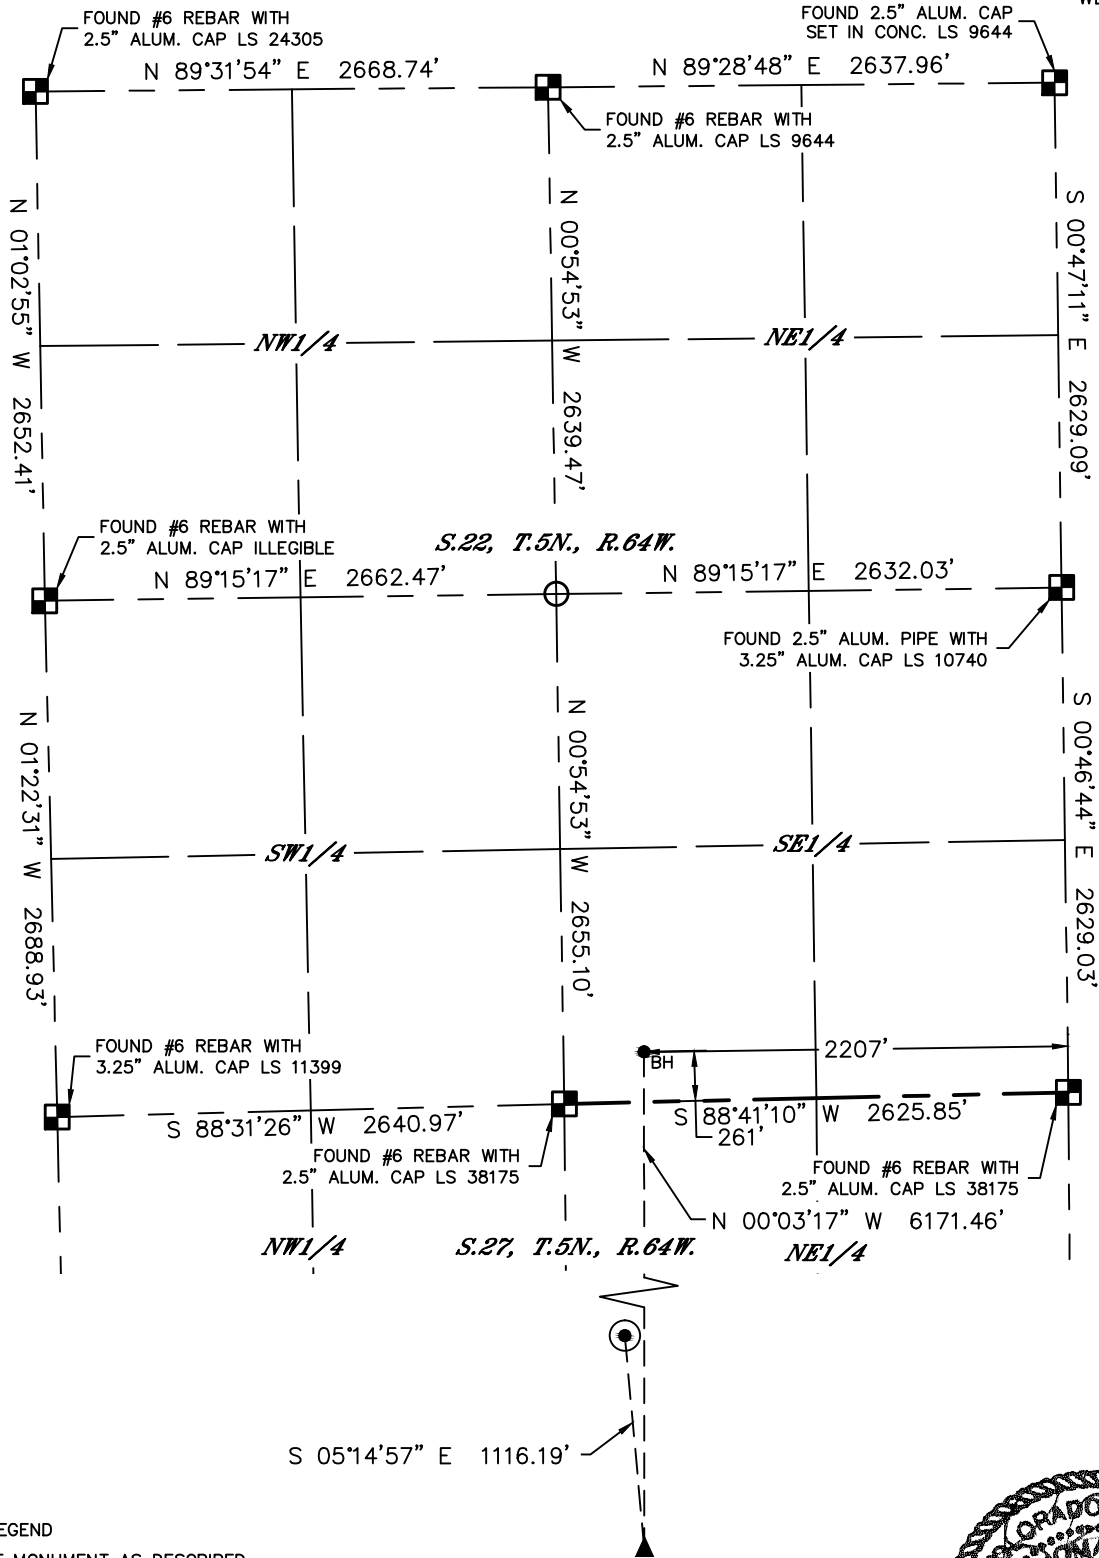 FOUND #6 REBAR WITH
2.5" ALUM. CAP LS 24305
FOUND 2.5" ALUM. CAP
SET IN CONC. LS 9644
N 89°31'54" E 2668.74'
N 89°28'48" E 2637.96'
FOUND #6 REBAR WITH
2.5" ALUM. CAP LS 9644
N 01°02'55" W 2652.41'
N 00°54'53" W 2639.47'
S 00°47'11" E 2629.09'
NW1/4
NE1/4
FOUND #6 REBAR WITH
2.5" ALUM. CAP ILLEGIBLE
S.22, T.5N., R.64W.
N 89°15'17" E 2662.47'
N 89°15'17" E 2632.03'
FOUND 2.5" ALUM. PIPE WITH
3.25" ALUM. CAP LS 10740
N 01°22'31" W 2688.93'
N 00°54'53" W 2655.10'
S 00°46'44" E 2629.03'
SW1/4
SE1/4
FOUND #6 REBAR WITH
3.25" ALUM. CAP LS 11399
BH
2207'
S 88°31'26" W 2640.97'
S 88°41'10" W 2625.85'
261'
FOUND #6 REBAR WITH
2.5" ALUM. CAP LS 38175
FOUND #6 REBAR WITH
2.5" ALUM. CAP LS 38175
N 00°03'17" W 6171.46'
NW1/4
S.27, T.5N., R.64W.
NE1/4
S 05°14'57" E 1116.19'
EGEND
MONUMENT AS DESCRIBED